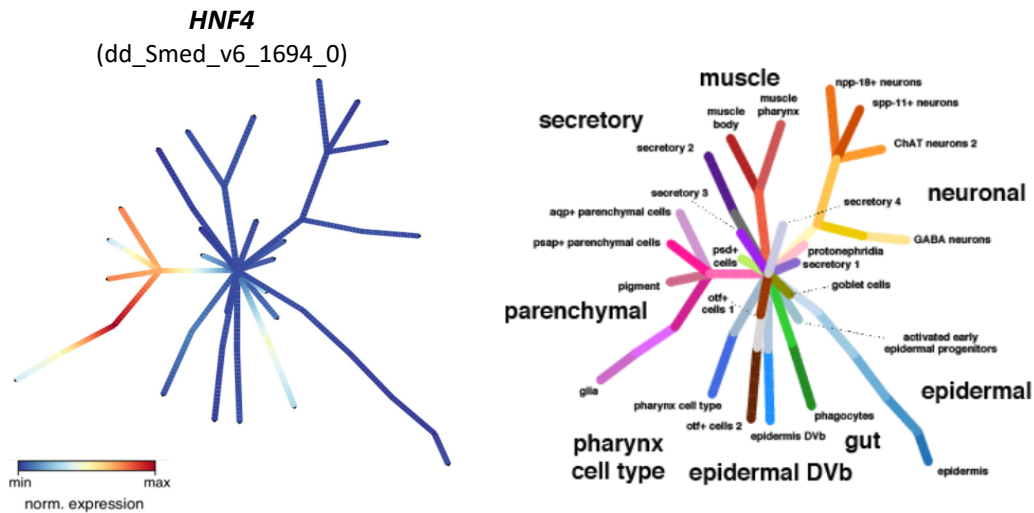 HNF4
(dd_Smed_v6_1694_0)
min
max
norm. expression
muscle
secretory
neuronal
parenchymal
epidermal
gut
pharynx
cell type
epidermal DVb
npp-18+ neurons
spp-11+ neurons
ChAT neurons 2
GABA neurons
muscle
pharynx
muscle
body
secretory 2
secretory 3
secretory 4
aqp+ parenchymal cells
psap+ parenchymal cells
psd+
cells
protonephridia
secretory 1
goblet cells
pigment
otf+
cells 1
activated early
epidermal progenitors
glia
pharynx cell type
otf+ cells 2
epidermis DVb
phagocytes
epidermis